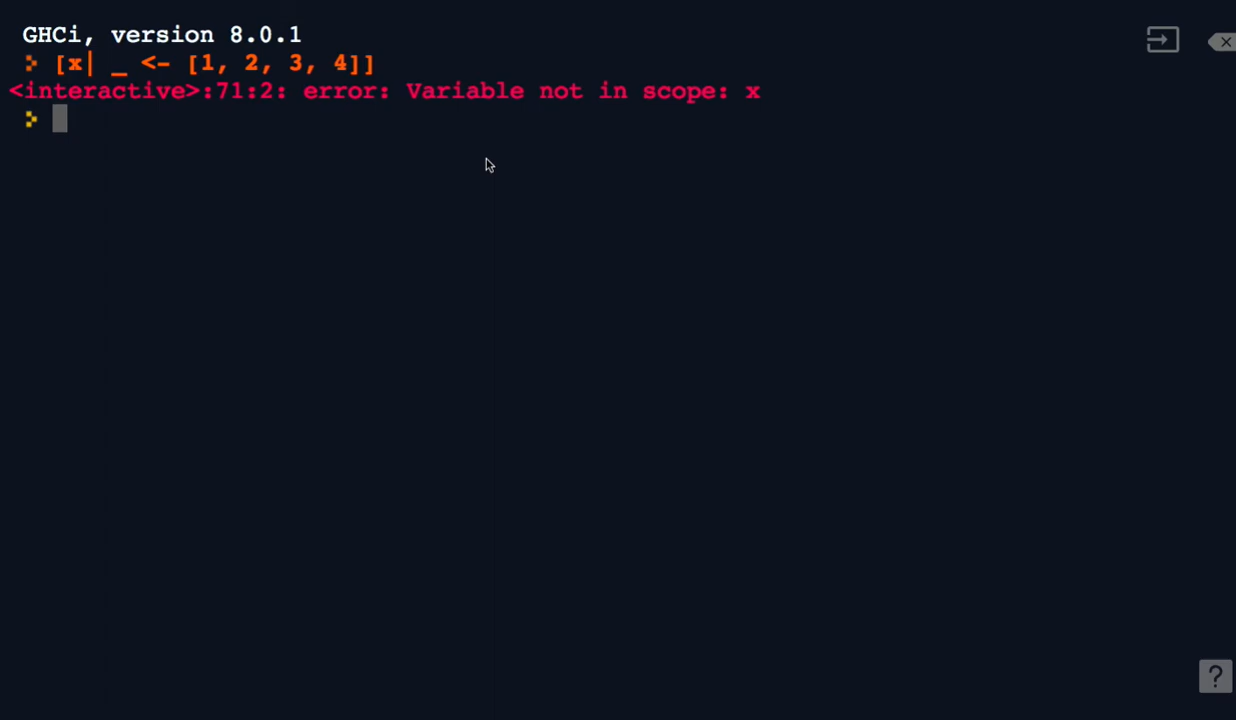 GHCi, version 8.0.1
> [x| _ <- [1, 2, 3, 4]]
<interactive>:71:2: error: Variable not in scope: x
>
?